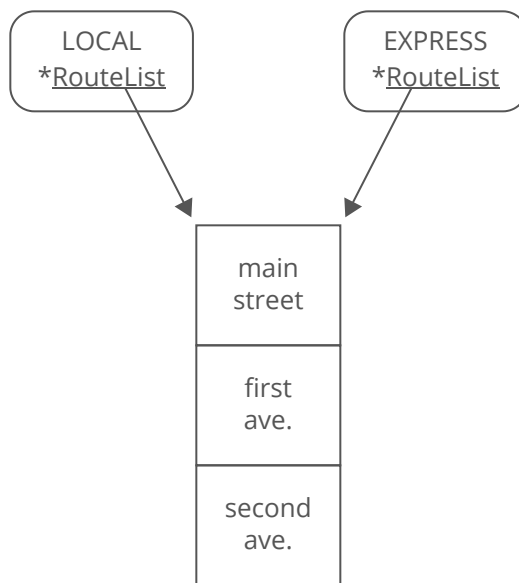 LOCAL
*RouteList
EXPRESS
*RouteList
main
street
first
ave.
second
ave.